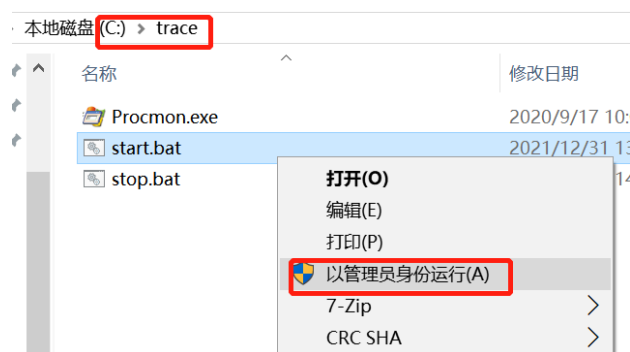 本地磁盘 (C:) > trace
名称 修改日期
Procmon.exe 2020/9/17 10:
start.bat 2021/12/31 13
stop.bat 14
打开(O)
编辑(E)
打印(P)
以管理员身份运行(A)
7-Zip
CRC SHA